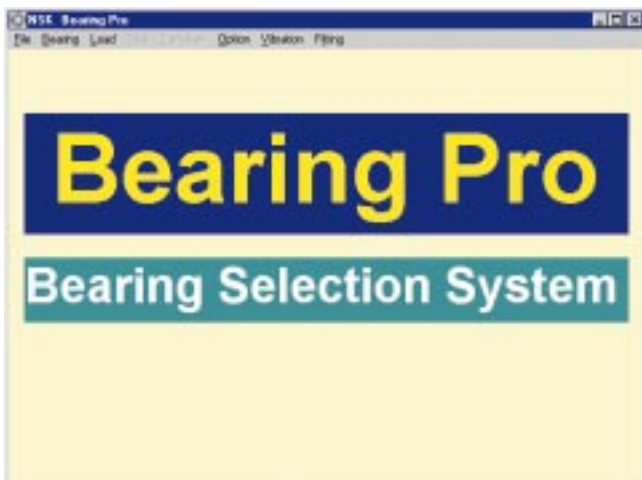 NSK Bearing Pro
File Bearing Load Option Vibration Fitting
Bearing Pro
Bearing Selection System